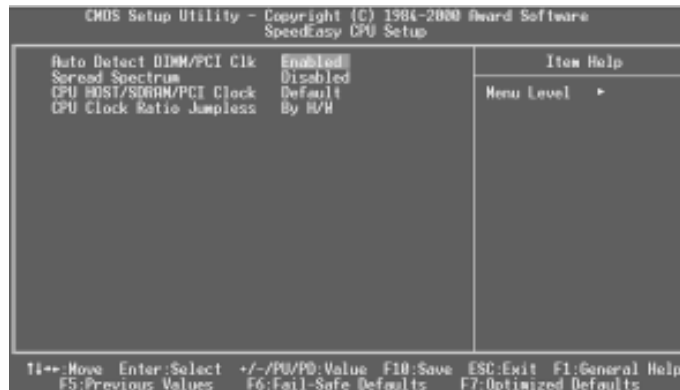 CMOS Setup Utility - Copyright (C) 1984-2000 Award Software
SpeedEasy CPU Setup
Auto Detect DIMM/PCI Clk Enabled
Spread Spectrum Disabled
CPU HOST/SDRAM/PCI Clock Default
CPU Clock Ratio Jumpless By H/W
Item Help
Menu Level ►
↑↓→←:Move Enter:Select +/-/PU/PD:Value F10:Save ESC:Exit F1:General Help
F5:Previous Values F6:Fail-Safe Defaults F7:Optimized Defaults